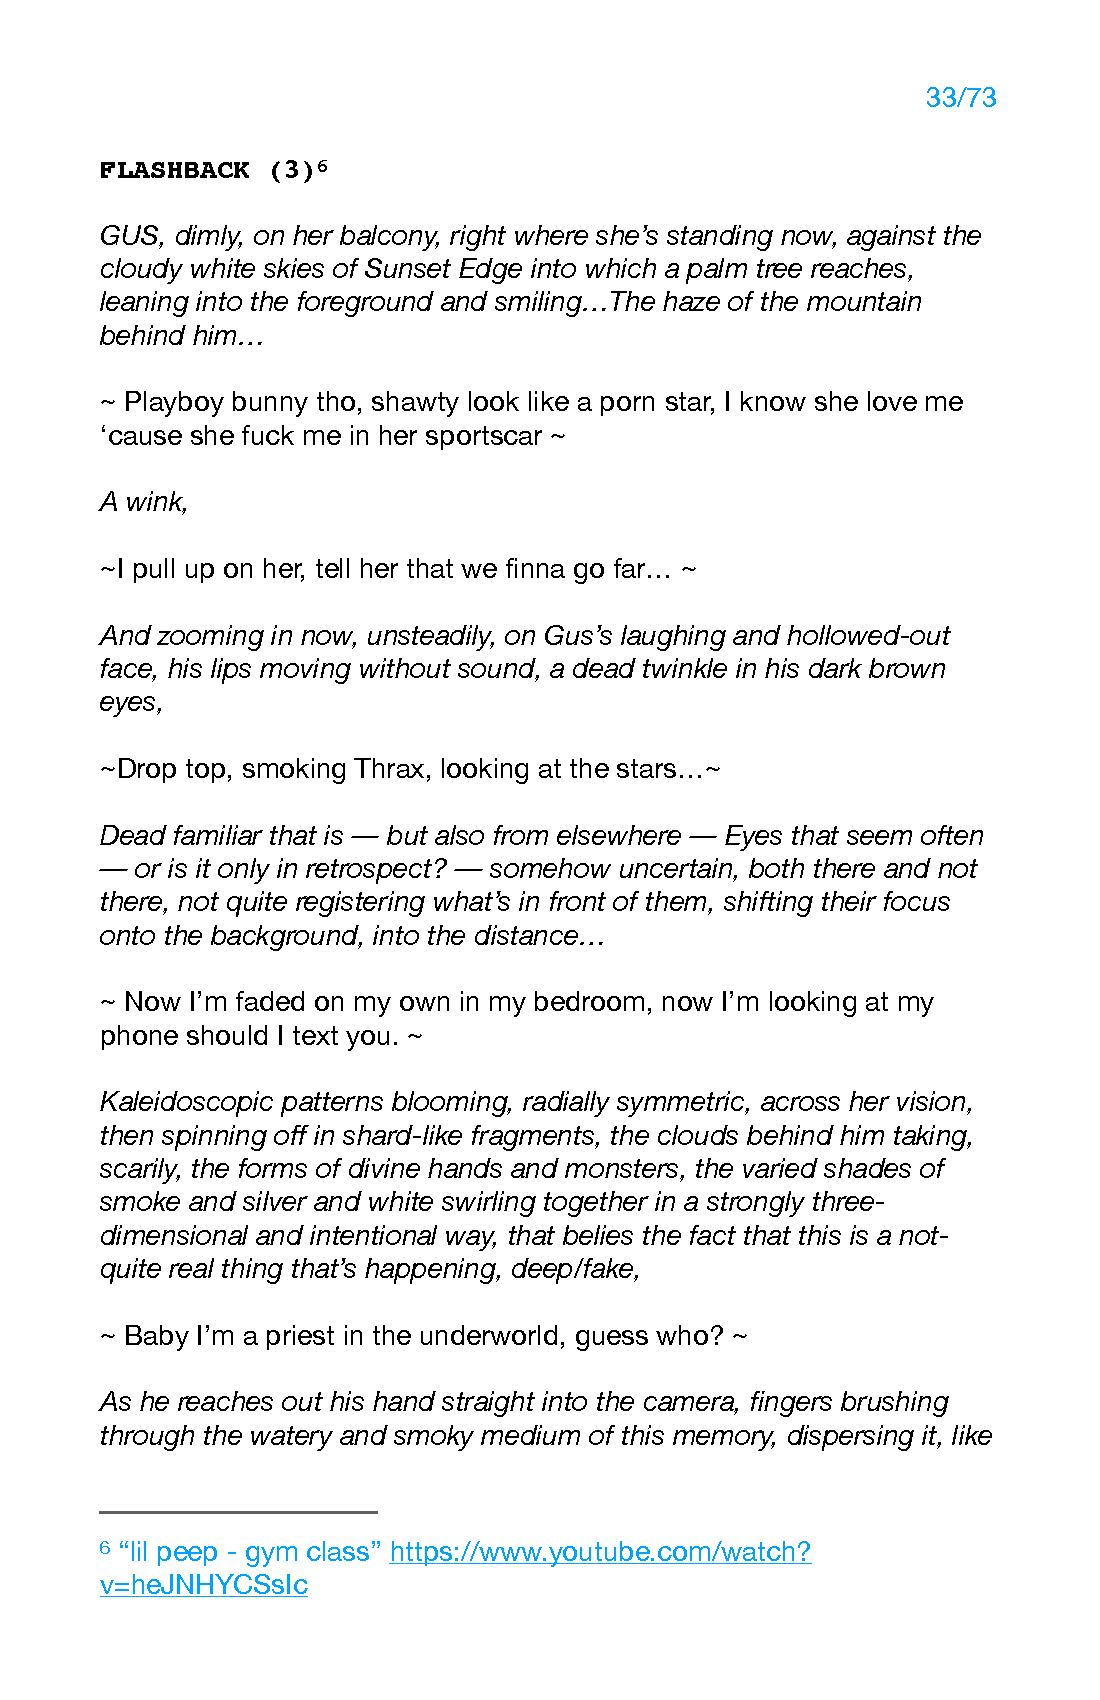 33/73
FLASHBACK (3)⁶
GUS, dimly, on her balcony, right where she’s standing now, against the
cloudy white skies of Sunset Edge into which a palm tree reaches,
leaning into the foreground and smiling…The haze of the mountain
behind him…
~ Playboy bunny tho, shawty look like a porn star, I know she love me
‘cause she fuck me in her sportscar ~
A wink,
~I pull up on her, tell her that we finna go far… ~
And zooming in now, unsteadily, on Gus’s laughing and hollowed-out
face, his lips moving without sound, a dead twinkle in his dark brown
eyes,
~Drop top, smoking Thrax, looking at the stars…~
Dead familiar that is — but also from elsewhere — Eyes that seem often
— or is it only in retrospect? — somehow uncertain, both there and not
there, not quite registering what’s in front of them, shifting their focus
onto the background, into the distance…
~ Now I’m faded on my own in my bedroom, now I’m looking at my
phone should I text you. ~
Kaleidoscopic patterns blooming, radially symmetric, across her vision,
then spinning off in shard-like fragments, the clouds behind him taking,
scarily, the forms of divine hands and monsters, the varied shades of
smoke and silver and white swirling together in a strongly three-
dimensional and intentional way, that belies the fact that this is a not-
quite real thing that’s happening, deep/fake,
~ Baby I’m a priest in the underworld, guess who? ~
As he reaches out his hand straight into the camera, fingers brushing
through the watery and smoky medium of this memory, dispersing it, like
⁶ “lil peep - gym class” https://www.youtube.com/watch?
v=heJNHYCSsIc